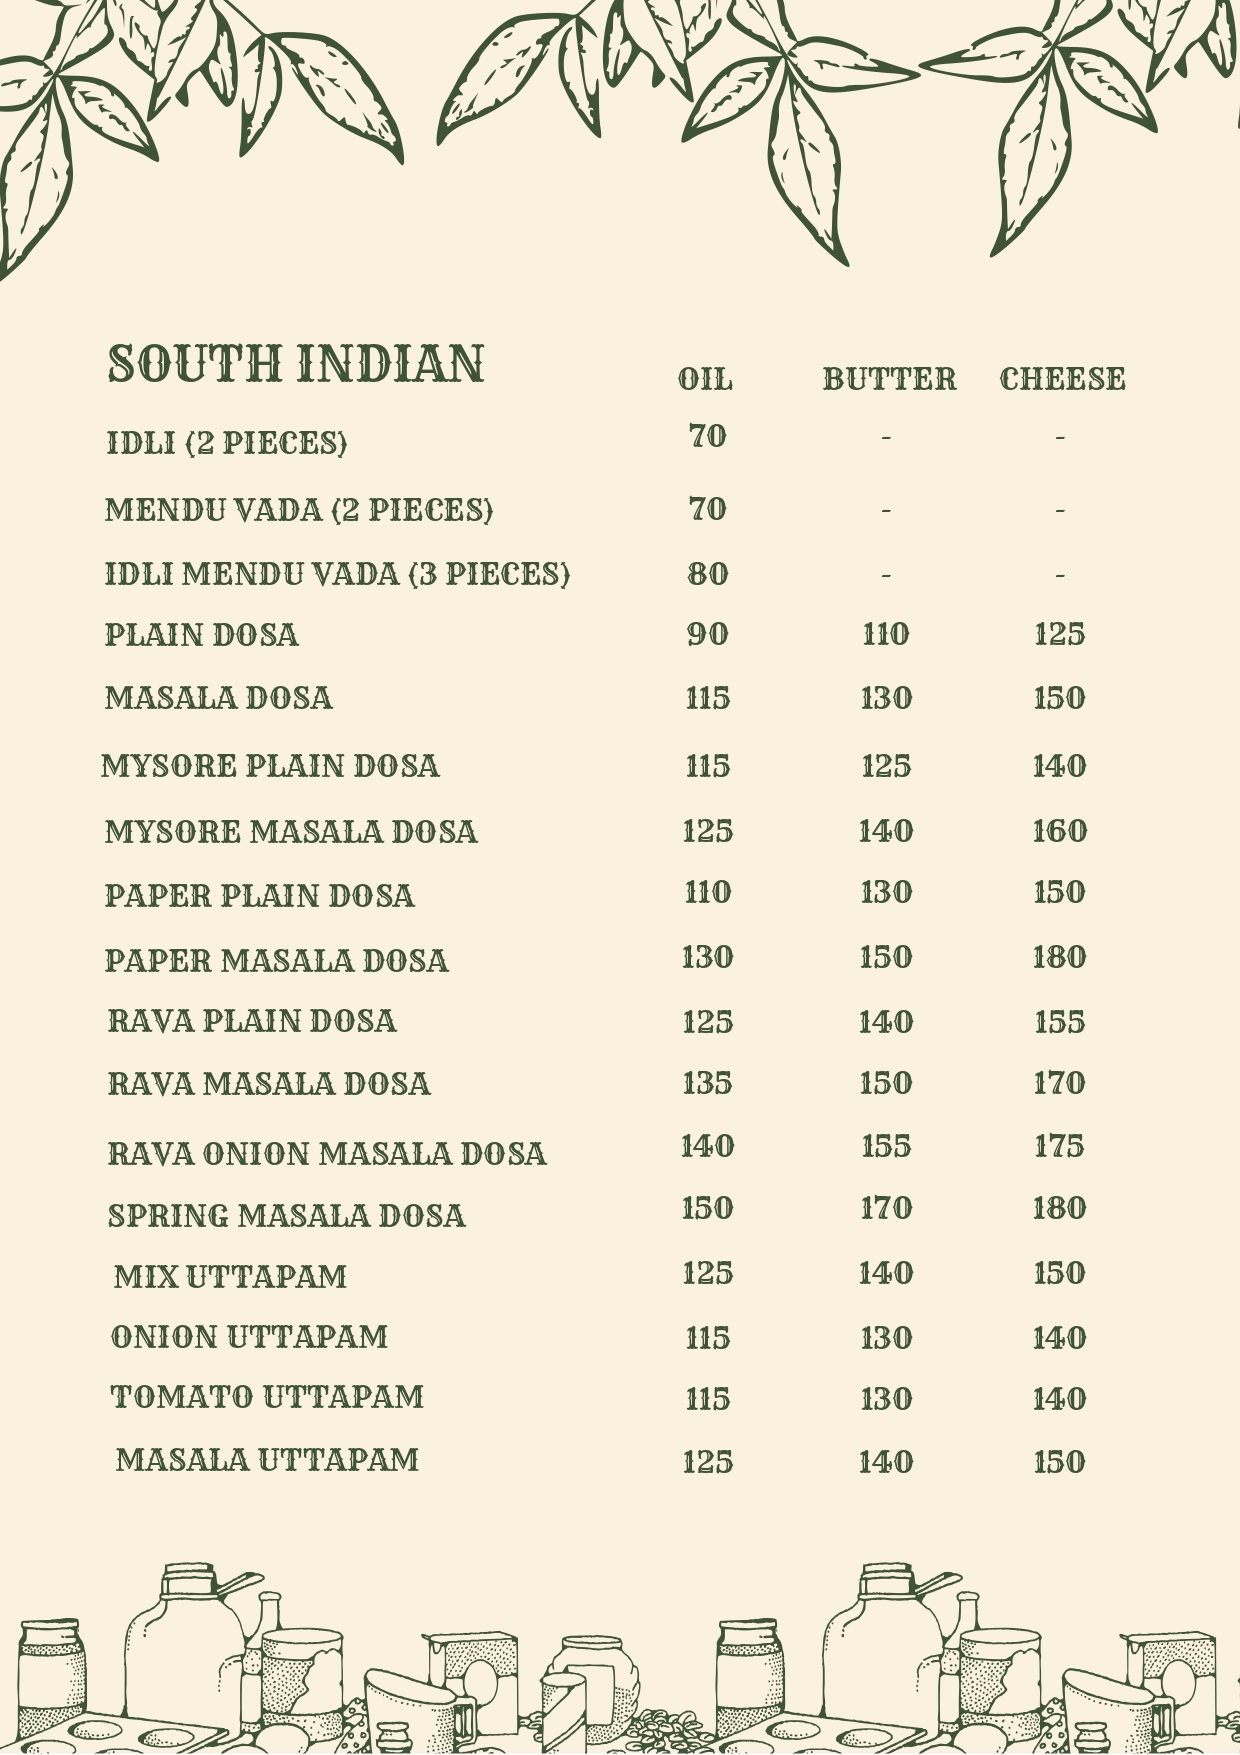 SOUTH INDIAN OIL BUTTER CHEESE
IDLI (2 PIECES) 70 - -
MENDU VADA (2 PIECES) 70 - -
IDLI MENDU VADA (3 PIECES) 80 - -
PLAIN DOSA 90 110 125
MASALA DOSA 115 130 150
MYSORE PLAIN DOSA 115 125 140
MYSORE MASALA DOSA 125 140 160
PAPER PLAIN DOSA 110 130 150
PAPER MASALA DOSA 130 150 180
RAVA PLAIN DOSA 125 140 155
RAVA MASALA DOSA 135 150 170
RAVA ONION MASALA DOSA 140 155 175
SPRING MASALA DOSA 150 170 180
MIX UTTAPAM 125 140 150
ONION UTTAPAM 115 130 140
TOMATO UTTAPAM 115 130 140
MASALA UTTAPAM 125 140 150